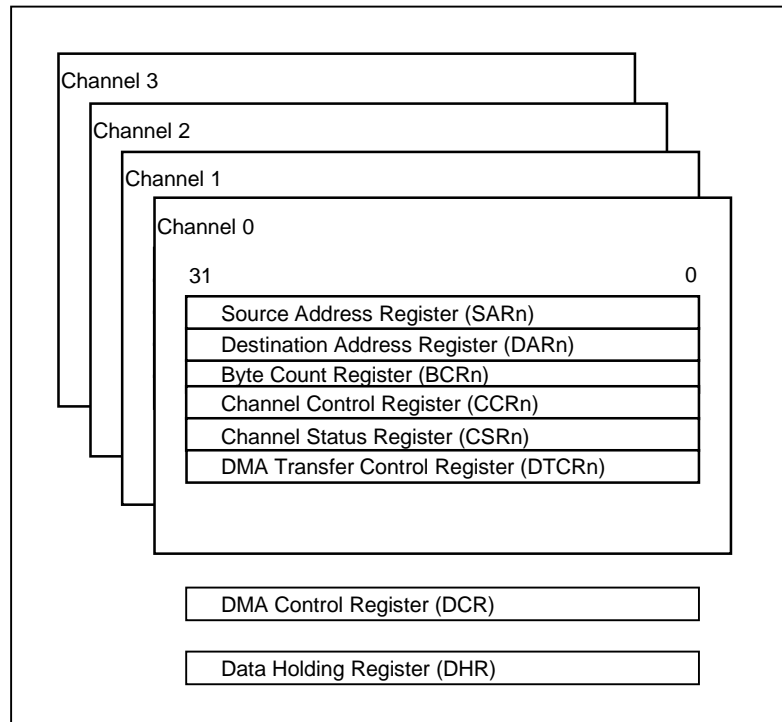 Channel 3
Channel 2
Channel 1
Channel 0
31 0
Source Address Register (SARn)
Destination Address Register (DARn)
Byte Count Register (BCRn)
Channel Control Register (CCRn)
Channel Status Register (CSRn)
DMA Transfer Control Register (DTCRn)
DMA Control Register (DCR)
Data Holding Register (DHR)